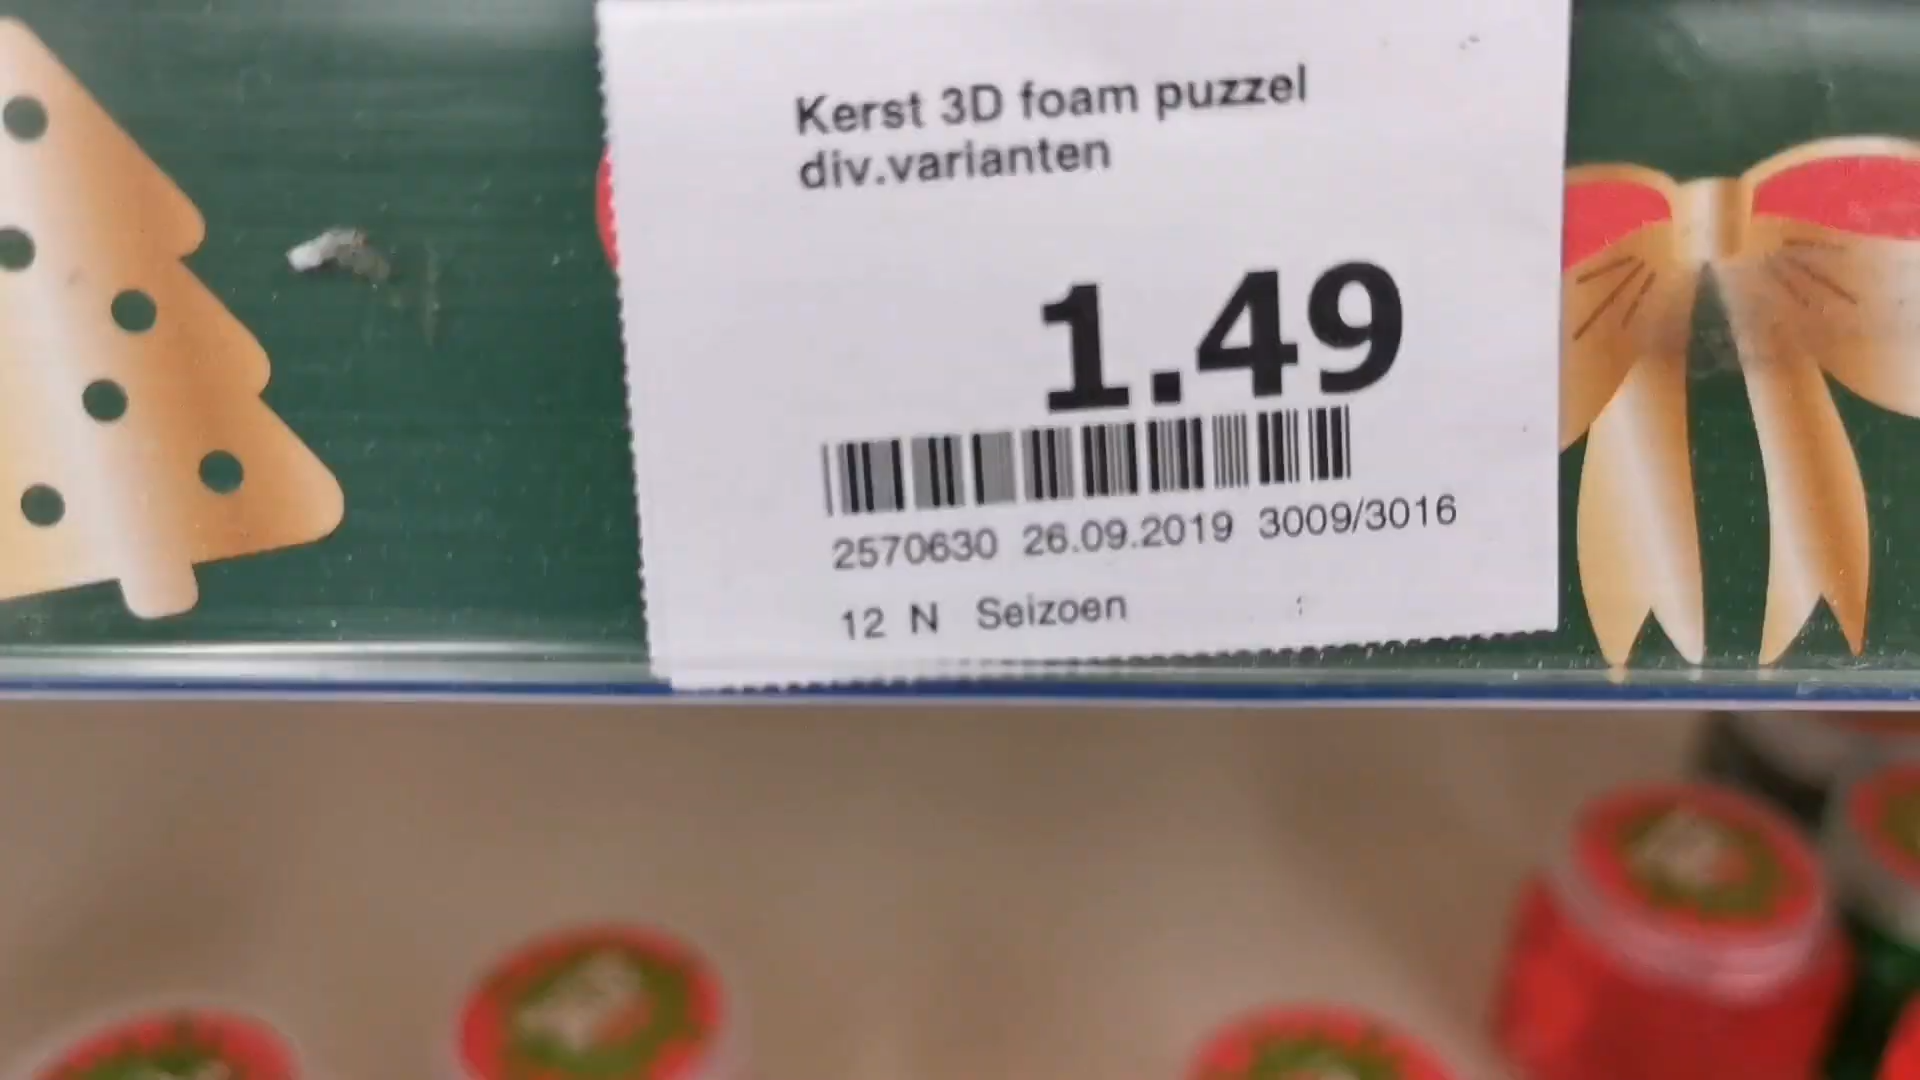 Kerst 3D foam puzzel
div.varianten
1.49
2570630 26.09.2019 3009/3016
12 N Seizoen